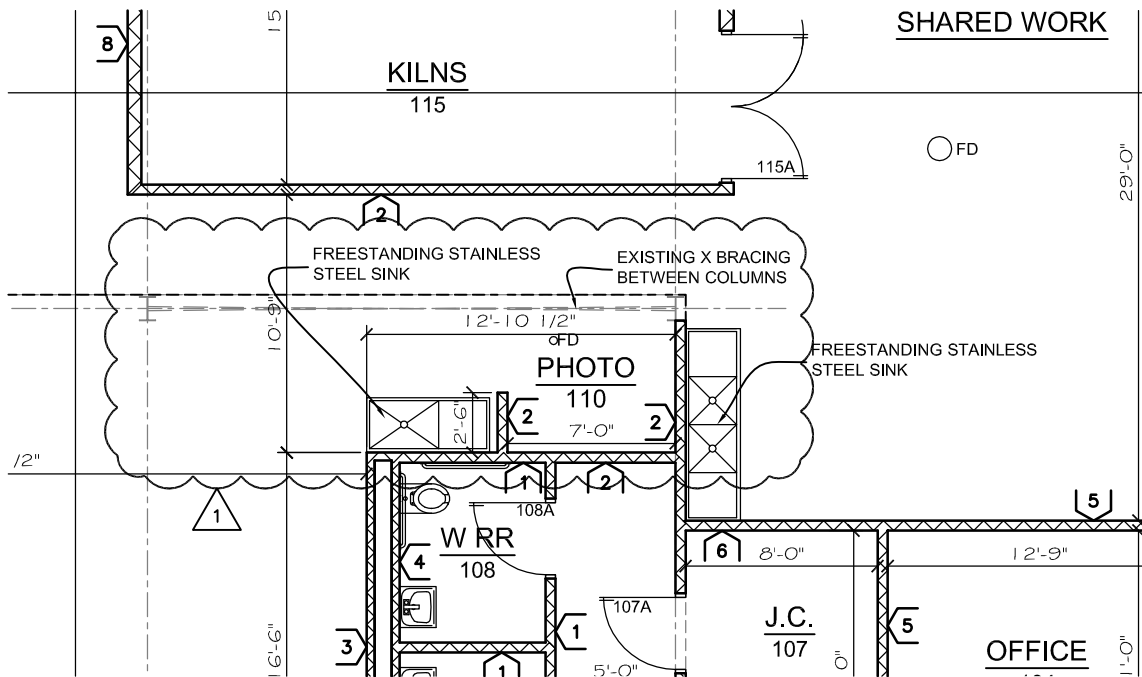 15
SHARED WORK
8
KILNS
115
115A
FD
29'-0"
2
FREESTANDING STAINLESS
STEEL SINK
EXISTING X BRACING
BETWEEN COLUMNS
10'-9"
12'-10 1/2"
FD
PHOTO
110
FREESTANDING STAINLESS
STEEL SINK
2'-6"
2
7'-0"
2
/2"
1
1
2
108A
5
W RR
108
4
6
8'-0"
12'-9"
107A
J.C.
107
3
1
5
OFFICE
16'-6"
1
5'-0"
0"
1'-0"